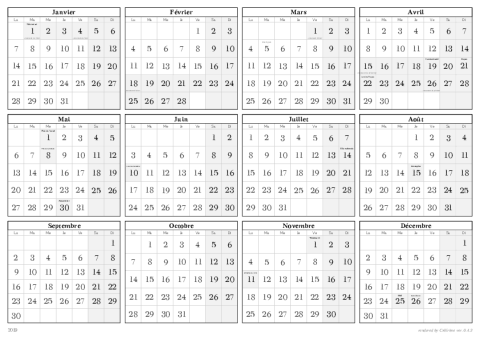 Janvier
Lu Ma Me Je Ve Sa Di
1 2 3 4 5 6
7 8 9 10 11 12 13
14 15 16 17 18 19 20
21 22 23 24 25 26 27
28 29 30 31
Février
Lu Ma Me Je Ve Sa Di
1 2 3
4 5 6 7 8 9 10
11 12 13 14 15 16 17
18 19 20 21 22 23 24
25 26 27 28
Mars
Lu Ma Me Je Ve Sa Di
1 2 3
4 5 6 7 8 9 10
11 12 13 14 15 16 17
18 19 20 21 22 23 24
25 26 27 28 29 30 31
Avril
Lu Ma Me Je Ve Sa Di
1 2 3 4 5 6 7
8 9 10 11 12 13 14
15 16 17 18 19 20 21
22 23 24 25 26 27 28
29 30
Mai
Lu Ma Me Je Ve Sa Di
1 2 3 4 5
6 7 8 9 10 11 12
13 14 15 16 17 18 19
20 21 22 23 24 25 26
27 28 29 30 31
Juin
Lu Ma Me Je Ve Sa Di
1 2
3 4 5 6 7 8 9
10 11 12 13 14 15 16
17 18 19 20 21 22 23
24 25 26 27 28 29 30
Juillet
Lu Ma Me Je Ve Sa Di
1 2 3 4 5 6 7
8 9 10 11 12 13 14
15 16 17 18 19 20 21
22 23 24 25 26 27 28
29 30 31
Août
Lu Ma Me Je Ve Sa Di
1 2 3 4
5 6 7 8 9 10 11
12 13 14 15 16 17 18
19 20 21 22 23 24 25
26 27 28 29 30 31
Septembre
Lu Ma Me Je Ve Sa Di
1
2 3 4 5 6 7 8
9 10 11 12 13 14 15
16 17 18 19 20 21 22
23 24 25 26 27 28 29
30
Octobre
Lu Ma Me Je Ve Sa Di
1 2 3 4 5 6
7 8 9 10 11 12 13
14 15 16 17 18 19 20
21 22 23 24 25 26 27
28 29 30 31
Novembre
Lu Ma Me Je Ve Sa Di
1 2 3
4 5 6 7 8 9 10
11 12 13 14 15 16 17
18 19 20 21 22 23 24
25 26 27 28 29 30
Décembre
Lu Ma Me Je Ve Sa Di
1
2 3 4 5 6 7 8
9 10 11 12 13 14 15
16 17 18 19 20 21 22
23 24 25 26 27 28 29
30 31
2019